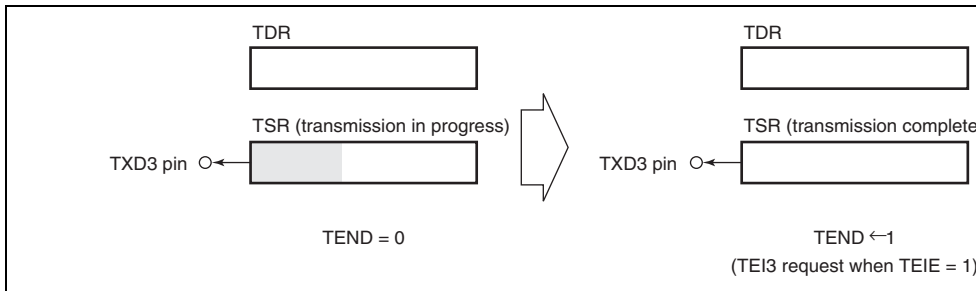 TDR
TSR (transmission in progress)
TXD3 pin
TEND = 0
TDR
TSR (transmission complete
TXD3 pin
TEND ←1
(TEI3 request when TEIE = 1)